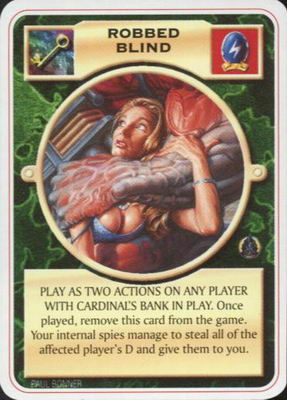 ROBBED
BLIND
PLAY AS TWO ACTIONS ON ANY PLAYER
WITH CARDINAL'S BANK IN PLAY. Once
played, remove this card from the game.
Your internal spies manage to steal all of the
affected player's D and give them to you.
PAUL BONNER